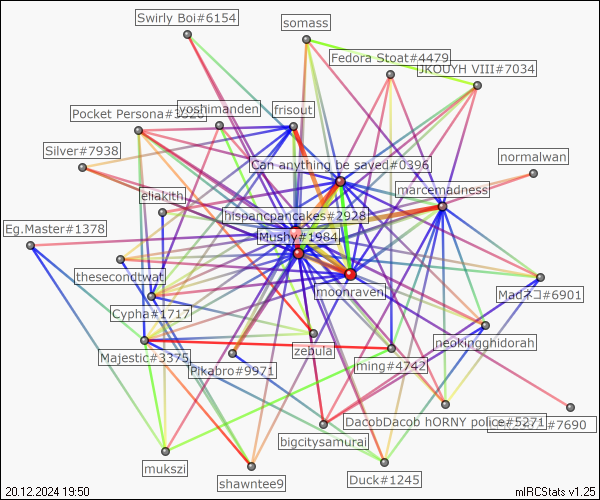 Swirly Boi#6154
somass
Fedora Stoat#4479
JKOUYH VIII#7034
yoshimanden
frisout
Pocket Persona#
Silver#7938
Can anything be saved#0396
normalwan
eliakith
marcemadness
hispancpancakes#2928
Eg.Master#1378
Mushy#1984
thesecondtwat
moonraven
Madネコ#6901
Cypha#1717
neokingghidorah
Majestic#3375
zebula
Pikabro#9971
ming#4742
DacobDacob hORNY police#5271
#7690
bigcitysamurai
mukszi
shawntee9
Duck#1245
20.12.2024 19:50
mIRCStats v1.25